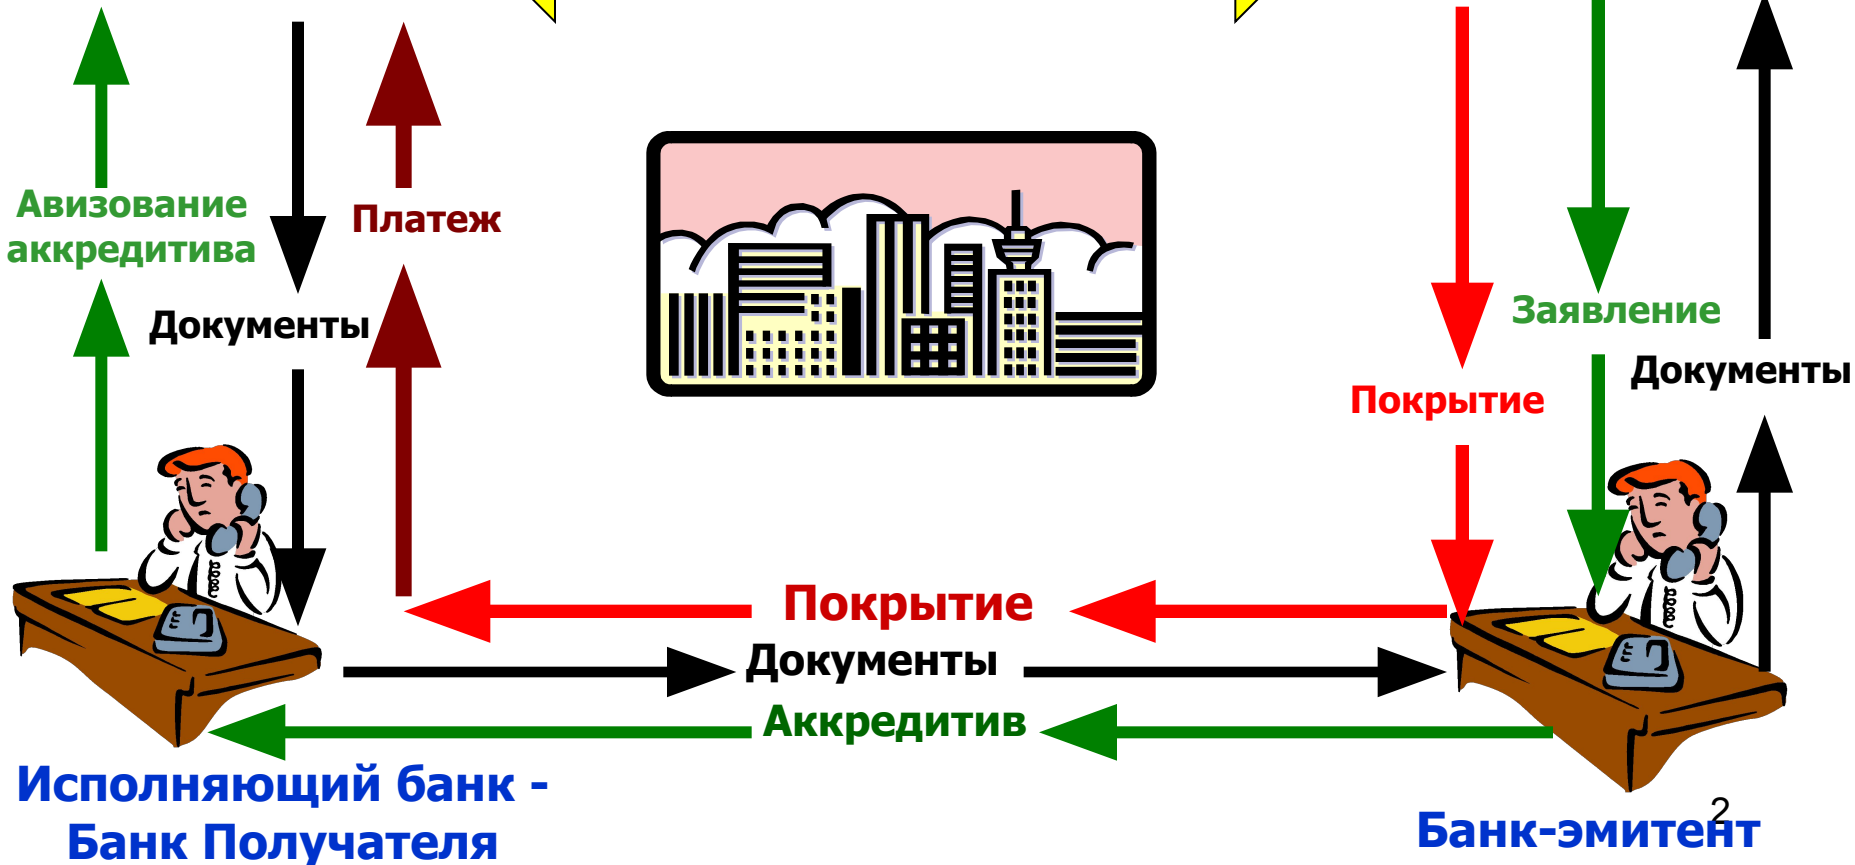 Авизование
аккредитива
Платеж
Документы
Заявление
Документы
Покрытие
Покрытие
Документы
Аккредитив
Исполняющий банк -
Банк Получателя
Банк-эмитент
2